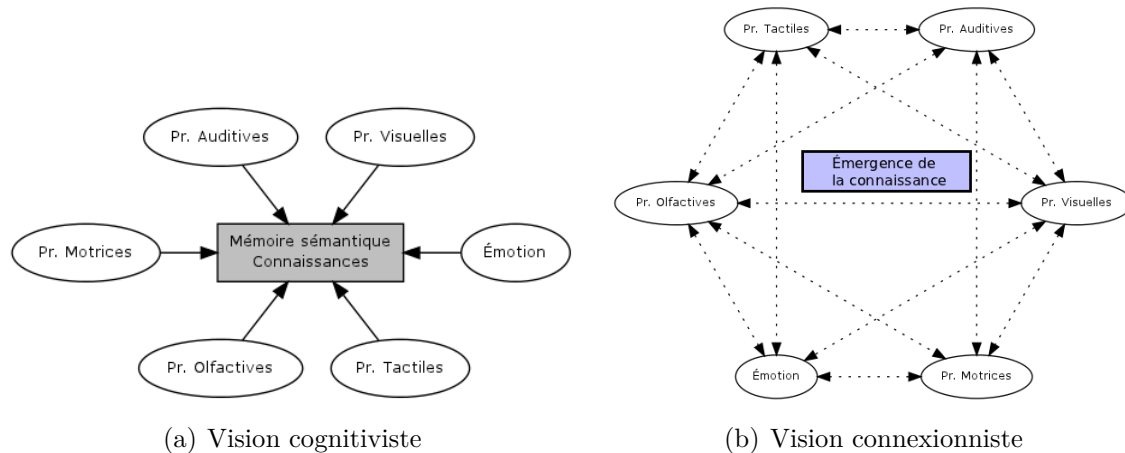 Pr. Auditives
Pr. Visuelles
Pr. Motrices
Mémoire sémantique
Connaissances
Émotion
Pr. Olfactives
Pr. Tactiles
(a) Vision cognitiviste
Pr. Tactiles
Pr. Auditives
Émergence de
la connaissance
Pr. Olfactives
Pr. Visuelles
Émotion
Pr. Motrices
(b) Vision connexionniste